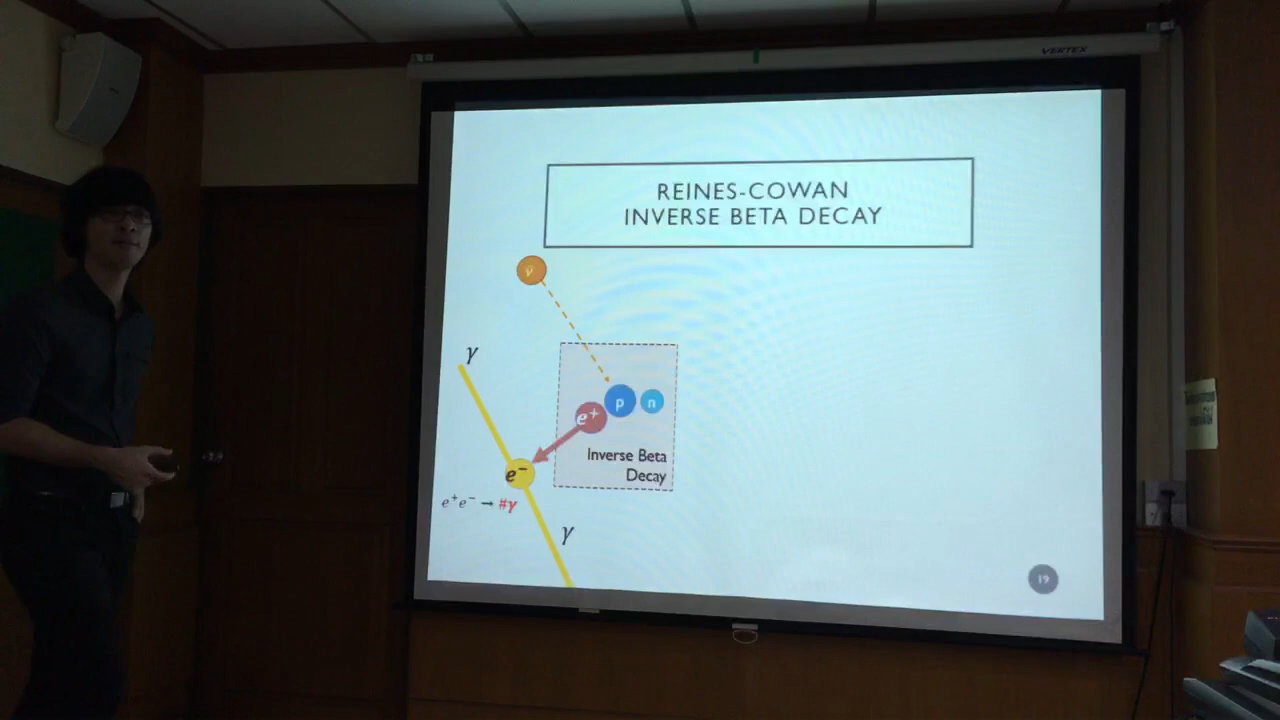 VERTEX
REINES-COWAN
INVERSE BETA DECAY
γ
p n
e⁺
Inverse Beta
Decay
e⁻
e⁺e⁻ → #γ
γ
19